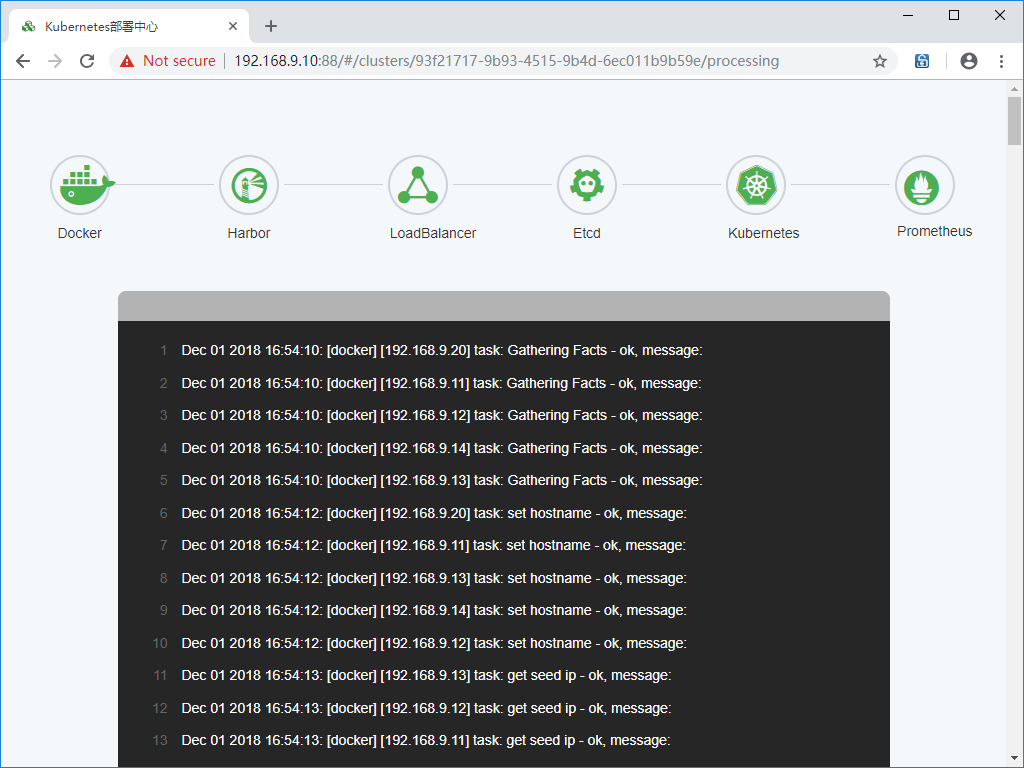 Kubernetes部署中心
Not secure 192.168.9.10:88/#/clusters/93f21717-9b93-4515-9b4d-6ec011b9b59e/processing
Docker Harbor LoadBalancer Etcd Kubernetes Prometheus
1 Dec 01 2018 16:54:10: [docker] [192.168.9.20] task: Gathering Facts - ok, message:
2 Dec 01 2018 16:54:10: [docker] [192.168.9.11] task: Gathering Facts - ok, message:
3 Dec 01 2018 16:54:10: [docker] [192.168.9.12] task: Gathering Facts - ok, message:
4 Dec 01 2018 16:54:10: [docker] [192.168.9.14] task: Gathering Facts - ok, message:
5 Dec 01 2018 16:54:10: [docker] [192.168.9.13] task: Gathering Facts - ok, message:
6 Dec 01 2018 16:54:12: [docker] [192.168.9.20] task: set hostname - ok, message:
7 Dec 01 2018 16:54:12: [docker] [192.168.9.11] task: set hostname - ok, message:
8 Dec 01 2018 16:54:12: [docker] [192.168.9.13] task: set hostname - ok, message:
9 Dec 01 2018 16:54:12: [docker] [192.168.9.14] task: set hostname - ok, message:
10 Dec 01 2018 16:54:12: [docker] [192.168.9.12] task: set hostname - ok, message:
11 Dec 01 2018 16:54:13: [docker] [192.168.9.13] task: get seed ip - ok, message:
12 Dec 01 2018 16:54:13: [docker] [192.168.9.12] task: get seed ip - ok, message:
13 Dec 01 2018 16:54:13: [docker] [192.168.9.11] task: get seed ip - ok, message: